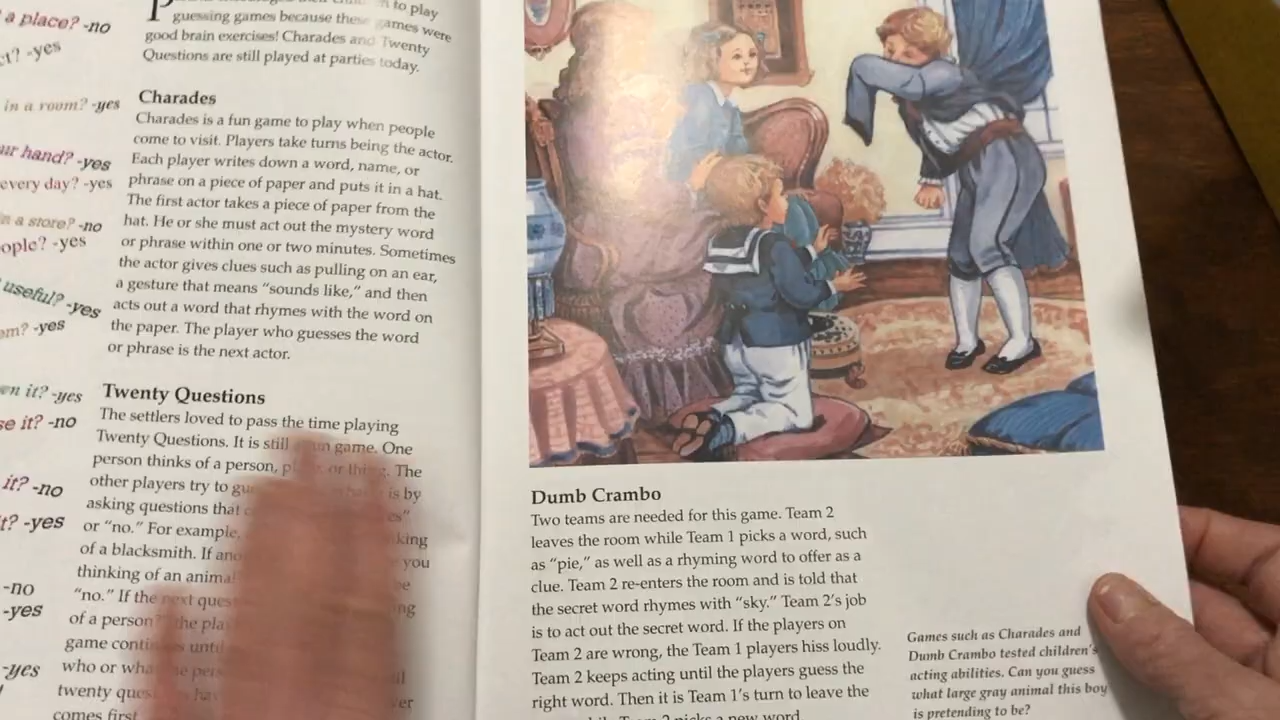 a place? -no
-yes
in a room? -yes
hand? -yes
every day? -yes
in a store? -no
-yes
useful? -yes
-yes
it? -yes
it? -no
it? -no
-yes
-no
-yes
-yes
to play
guessing games because these games were
good brain exercises! Charades and Twenty
Questions are still played at parties today.
Charades
Charades is a fun game to play when people
come to visit. Players take turns being the actor.
Each player writes down a word, name, or
phrase on a piece of paper and puts it in a hat.
The first actor takes a piece of paper from the
hat. He or she must act out the mystery word
or phrase within one or two minutes. Sometimes
the actor gives clues such as pulling on an ear,
a gesture that means “sounds like,” and then
acts out a word that rhymes with the word on
the paper. The player who guesses the word
or phrase is the next actor.
Twenty Questions
The settlers loved to pass the time playing
Twenty Questions. It is still game. One
person thinks of a person, or The
other players try to is by
asking questions that
or “no.” For example,
of a blacksmith. If you
thinking of an
“no.” If the
of a person? the
game until
who or
twenty
comes first
Dumb Crambo
Two teams are needed for this game. Team 2
leaves the room while Team 1 picks a word, such
as “pie,” as well as a rhyming word to offer as a
clue. Team 2 re-enters the room and is told that
the secret word rhymes with “sky.” Team 2’s job
is to act out the secret word. If the players on
Team 2 are wrong, the Team 1 players hiss loudly.
Team 2 keeps acting until the players guess the
right word. Then it is Team 1’s turn to leave the
Team 2 picks a new word.
Games such as Charades and
Dumb Crambo tested children’s
acting abilities. Can you guess
what large gray animal this boy
is pretending to be?